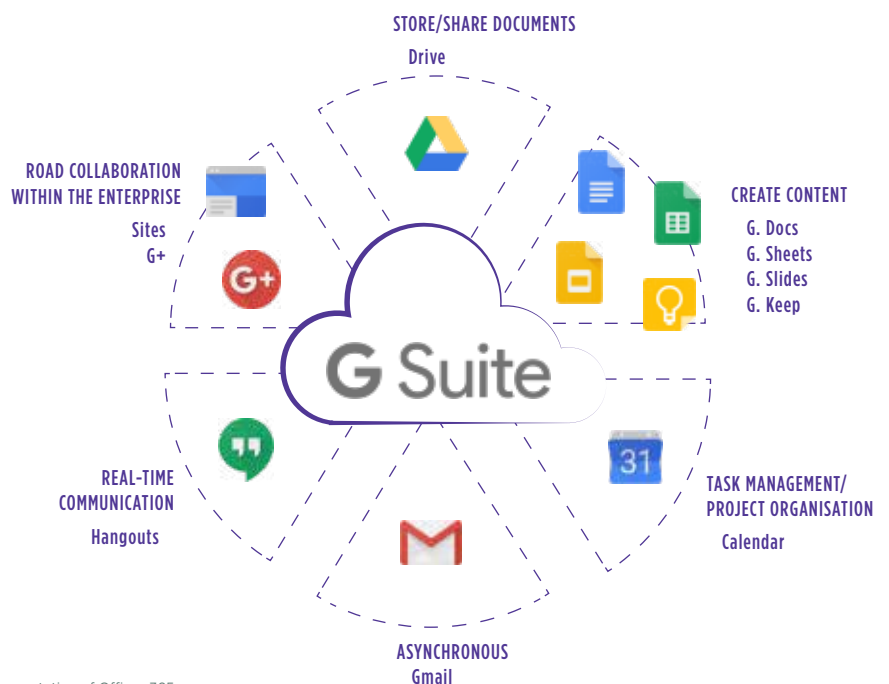 STORE/SHARE DOCUMENTS
Drive
ROAD COLLABORATION
WITHIN THE ENTERPRISE
Sites
G+
G+
CREATE CONTENT
G. Docs
G. Sheets
G. Slides
G. Keep
G Suite
REAL-TIME
COMMUNICATION
Hangouts
31
TASK MANAGEMENT/
PROJECT ORGANISATION
Calendar
ASYNCHRONOUS
Gmail